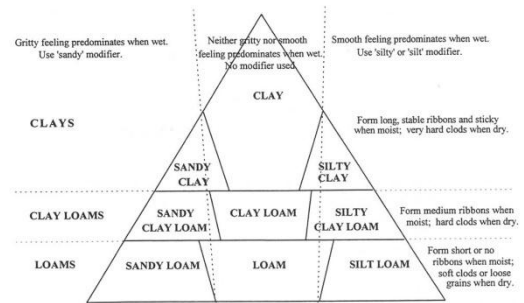 Gritty feeling predominates when wet.
Use 'sandy' modifier.
Neither gritty nor smooth
feeling predominates when wet.
No modifier used
Smooth feeling predominates when wet.
Use 'silty' or 'silt' modifier.
CLAY
CLAYS
Form long, stable ribbons and sticky
when moist; very hard clods when dry.
SANDY
CLAY
SILTY
CLAY
CLAY LOAMS
SANDY
CLAY LOAM
CLAY LOAM
SILTY
CLAY LOAM
Form medium ribbons when
moist; hard clods when dry.
LOAMS
SANDY LOAM
LOAM
SILT LOAM
Form short or no
ribbons when moist;
soft clods or loose
grains when dry.